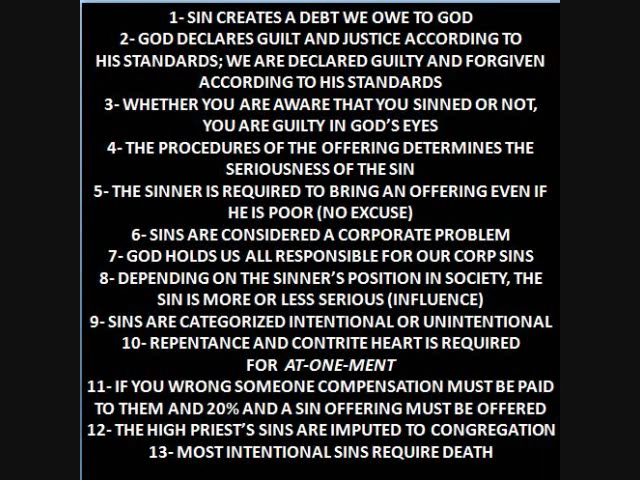 1- SIN CREATES A DEBT WE OWE TO GOD
2- GOD DECLARES GUILT AND JUSTICE ACCORDING TO
HIS STANDARDS; WE ARE DECLARED GUILTY AND FORGIVEN
ACCORDING TO HIS STANDARDS
3- WHETHER YOU ARE AWARE THAT YOU SINNED OR NOT,
YOU ARE GUILTY IN GOD'S EYES
4- THE PROCEDURES OF THE OFFERING DETERMINES THE
SERIOUSNESS OF THE SIN
5- THE SINNER IS REQUIRED TO BRING AN OFFERING EVEN IF
HE IS POOR (NO EXCUSE)
6- SINS ARE CONSIDERED A CORPORATE PROBLEM
7- GOD HOLDS US ALL RESPONSIBLE FOR OUR CORP SINS
8- DEPENDING ON THE SINNER'S POSITION IN SOCIETY, THE
SIN IS MORE OR LESS SERIOUS (INFLUENCE)
9- SINS ARE CATEGORIZED INTENTIONAL OR UNINTENTIONAL
10- REPENTANCE AND CONTRITE HEART IS REQUIRED
FOR AT-ONE-MENT
11- IF YOU WRONG SOMEONE COMPENSATION MUST BE PAID
TO THEM AND 20% AND A SIN OFFERING MUST BE OFFERED
12- THE HIGH PRIEST'S SINS ARE IMPUTED TO CONGREGATION
13- MOST INTENTIONAL SINS REQUIRE DEATH